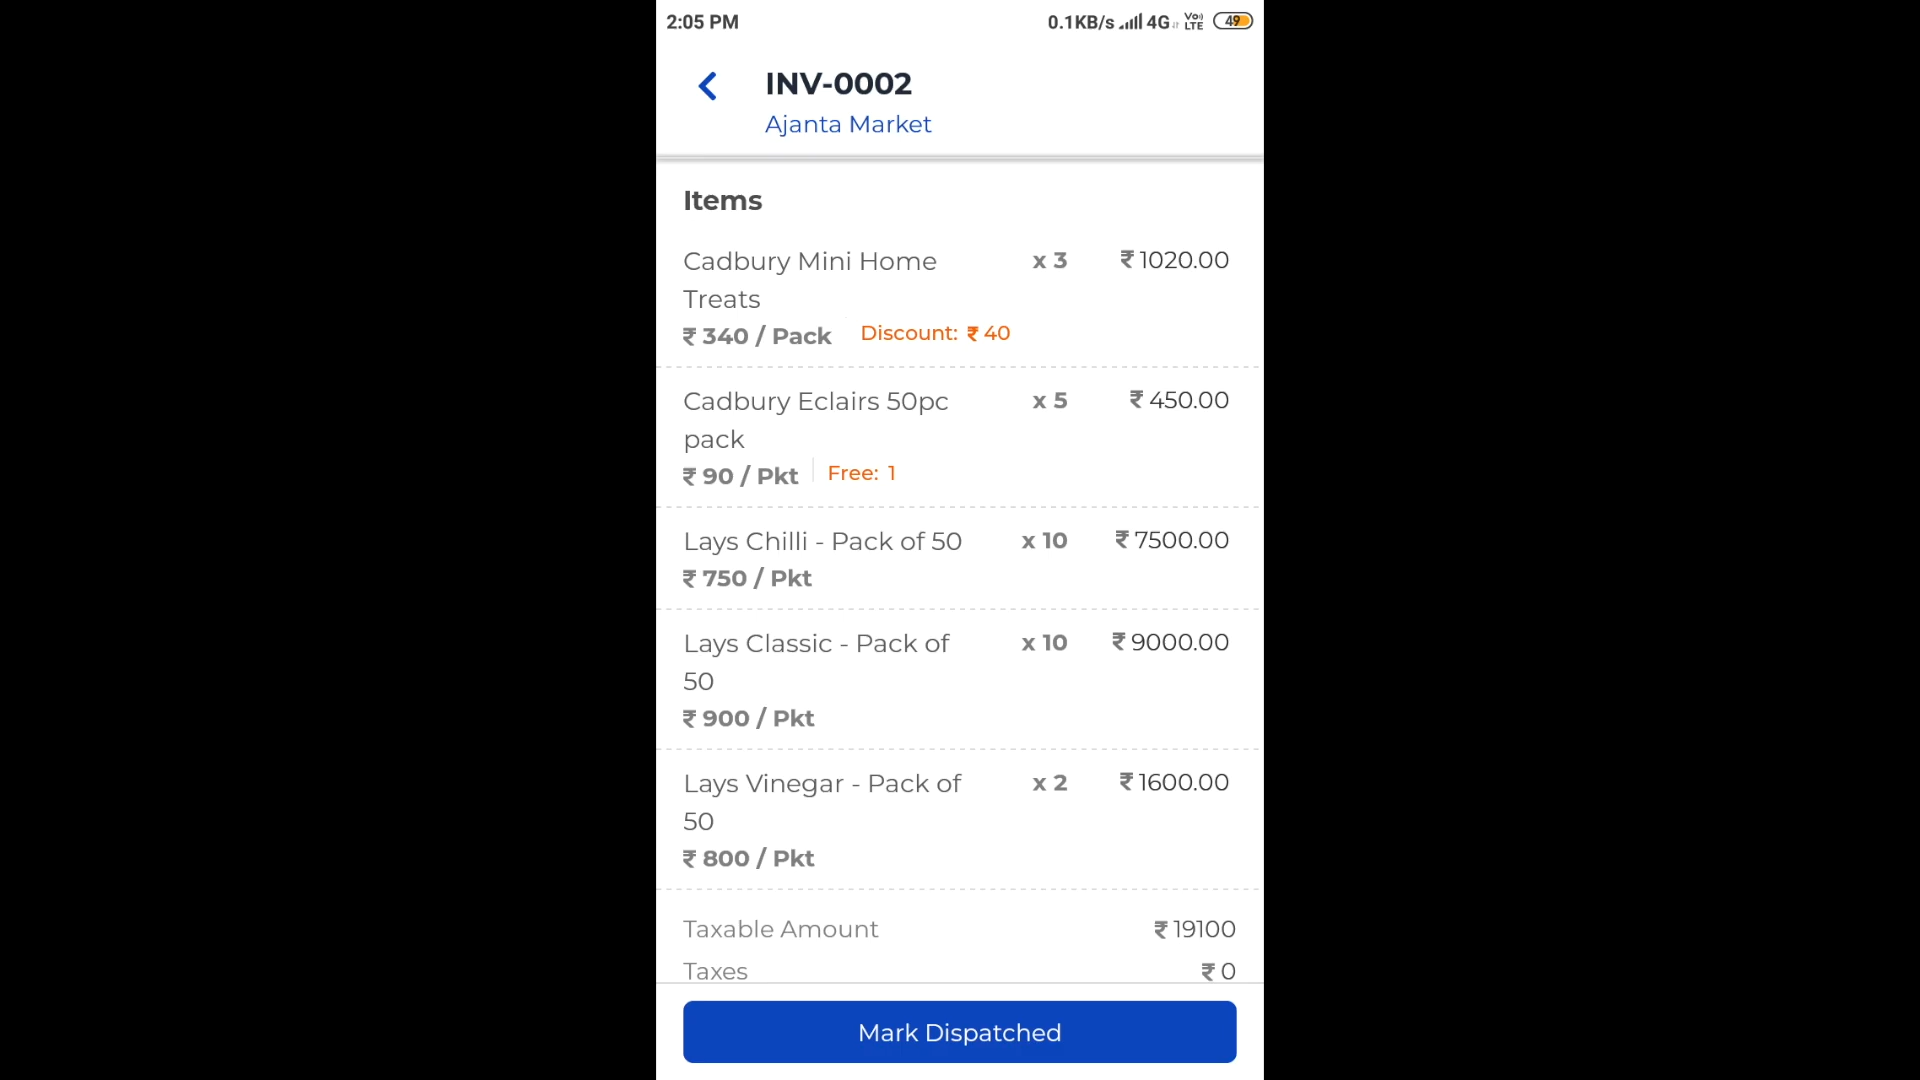 2:05 PM 0.1KB/s 4G Vo) LTE 49
INV-0002
Ajanta Market
Items
Cadbury Mini Home x 3 ₹ 1020.00
Treats
₹ 340 / Pack Discount: ₹ 40
Cadbury Eclairs 50pc x 5 ₹ 450.00
pack
₹ 90 / Pkt Free: 1
Lays Chilli - Pack of 50 x 10 ₹ 7500.00
₹ 750 / Pkt
Lays Classic - Pack of x 10 ₹ 9000.00
50
₹ 900 / Pkt
Lays Vinegar - Pack of x 2 ₹ 1600.00
50
₹ 800 / Pkt
Taxable Amount ₹ 19100
Taxes ₹ 0
Mark Dispatched